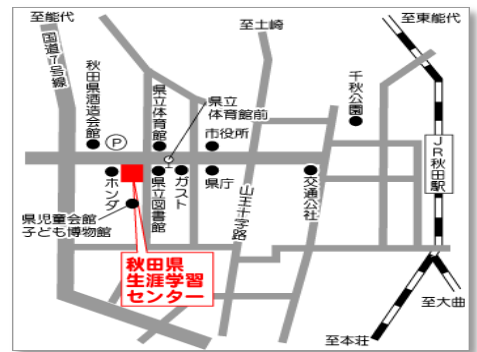 至能代
至土崎
至東能代
国道7号線
秋田県酒造会館
P
県立体育館
県立
体育館前
市役所
千秋公園
JR秋田駅
ホンダ
県立図書館
ガスト
県庁
山王十字路
交通公社
県児童会館
子ども博物館
秋田県
生涯学習
センター
至大曲
至本荘